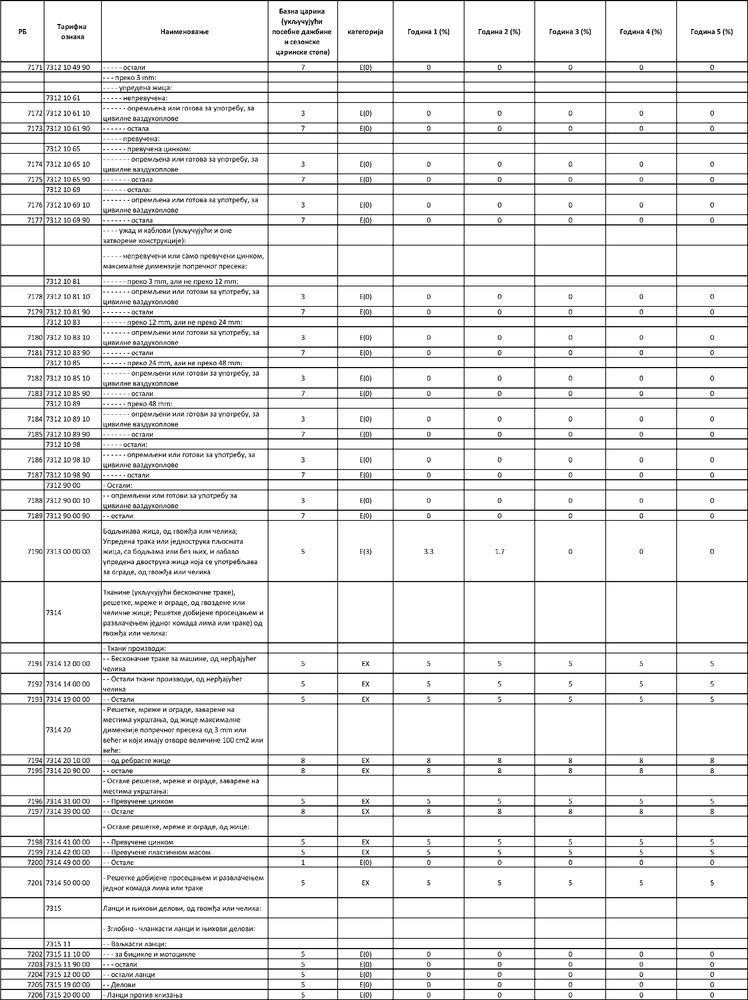 РБ Тарифна ознака Наименовање Базна царина (укључујући посебне дажбине и сезонске царинске стопе) категорија Година 1 (%) Година 2 (%) Година 3 (%) Година 4 (%) Година 5 (%)
7171 7312 10 49 90 - - - - - остали 7 E(0) 0 0 0 0 0
- - - преко 3 mm:
- - - - упредена жица:
7312 10 61 - - - - - непревучена:
7172 7312 10 61 10 - - - - - - опремљена или готова за употребу, за цивилне ваздухоплове 3 E(0) 0 0 0 0 0
7173 7312 10 61 90 - - - - - - остала 7 E(0) 0 0 0 0 0
- - - - - превучена:
7312 10 65 - - - - - - превучена цинком:
7174 7312 10 65 10 - - - - - - - опремљена или готова за употребу, за цивилне ваздухоплове 3 E(0) 0 0 0 0 0
7175 7312 10 65 90 - - - - - - - остала 7 E(0) 0 0 0 0 0
7312 10 69 - - - - - - остала:
7176 7312 10 69 10 - - - - - - - опремљена или готова за употребу, за цивилне ваздухоплове 3 E(0) 0 0 0 0 0
7177 7312 10 69 90 - - - - - - - остала 7 E(0) 0 0 0 0 0
- - - - ужад и каблови (укључујући и оне затворене конструкције):
- - - - - непревучени или само превучени цинком, максималне димензије попречног пресека:
7312 10 81 - - - - - - преко 3 mm, али не преко 12 mm:
7178 7312 10 81 10 - - - - - - - опремљени или готови за употребу, за цивилне ваздухоплове 3 E(0) 0 0 0 0 0
7179 7312 10 81 90 - - - - - - - остали 7 E(0) 0 0 0 0 0
7312 10 83 - - - - - - преко 12 mm, али не преко 24 mm:
7180 7312 10 83 10 - - - - - - - опремљени или готови за употребу, за цивилне ваздухоплове 3 E(0) 0 0 0 0 0
7181 7312 10 83 90 - - - - - - - остали 7 E(0) 0 0 0 0 0
7312 10 85 - - - - - - преко 24 mm, али не преко 48 mm:
7182 7312 10 85 10 - - - - - - - опремљени или готови за употребу, за цивилне ваздухоплове 3 E(0) 0 0 0 0 0
7183 7312 10 85 90 - - - - - - - остали 7 E(0) 0 0 0 0 0
7312 10 89 - - - - - - преко 48 mm:
7184 7312 10 89 10 - - - - - - - опремљени или готови за употребу, за цивилне ваздухоплове 3 E(0) 0 0 0 0 0
7185 7312 10 89 90 - - - - - - - остали 7 E(0) 0 0 0 0 0
7312 10 98 - - - - - остали:
7186 7312 10 98 10 - - - - - - опремљени или готови за употребу, за цивилне ваздухоплове 3 E(0) 0 0 0 0 0
7187 7312 10 98 90 - - - - - - остали 7 E(0) 0 0 0 0 0
7312 90 00 - Остали:
7188 7312 90 00 10 - - опремљени или готови за употребу за цивилне ваздухоплове 3 E(0) 0 0 0 0 0
7189 7312 90 00 90 - - остали 7 E(0) 0 0 0 0 0
7190 7313 00 00 00 Бодљикава жица, од гвожђа или челика; Упредена трака или једнострука пљосната жица, са бодљама или без њих, и лабаво упредена двострука жица која се употребљава за ограде, од гвожђа или челика 5 E(3) 3.3 1.7 0 0 0
7314 Тканине (укључујући бесконачне траке), решетке, мреже и ограде, од гвоздене или челичне жице; Решетке добијене просецањем и развлачењем једног комада лима или траке) од гвожђа или челика:
- Ткани производи:
7191 7314 12 00 00 - - Бесконачне траке за машине, од нерђајућег челика 5 EX 5 5 5 5 5
7192 7314 14 00 00 - - Остали ткани производи, од нерђајућег челика 5 EX 5 5 5 5 5
7193 7314 19 00 00 - - Остали 5 EX 5 5 5 5 5
7314 20 - Решетке, мреже и ограде, заварене на местима укрштања, од жице максималне димензије попречног пресека од 3 mm или већег и који имају отворе величине 100 cm2 или веће:
7194 7314 20 10 00 - - од ребрасте жице 8 EX 8 8 8 8 8
7195 7314 20 90 00 - - остале 8 EX 8 8 8 8 8
- Остале решетке, мреже и ограде, заварене на местима укрштања:
7196 7314 31 00 00 - - Превучене цинком 5 EX 5 5 5 5 5
7197 7314 39 00 00 - - Остале 8 EX 8 8 8 8 8
- Остале решетке, мреже и ограде, од жице:
7198 7314 41 00 00 - - Превучене цинком 5 EX 5 5 5 5 5
7199 7314 42 00 00 - - Превучене пластичном масом 5 EX 5 5 5 5 5
7200 7314 49 00 00 - - Остале 1 E(0) 0 0 0 0 0
7201 7314 50 00 00 - Решетке добијене просецањем и развлачењем једног комада лима или траке 5 EX 5 5 5 5 5
7315 Ланци и њихови делови, од гвожђа или челика:
- Зглобно - чланкасти ланци и њихови делови:
7315 11 - - Ваљкасти ланци:
7202 7315 11 10 00 - - - за бицикле и мотоцикле 5 E(0) 0 0 0 0 0
7203 7315 11 90 00 - - - остали 5 E(0) 0 0 0 0 0
7204 7315 12 00 00 - - остали ланци 5 E(0) 0 0 0 0 0
7205 7315 19 00 00 - - Делови 5 E(0) 0 0 0 0 0
7206 7315 20 00 00 - Ланци против клизања 5 E(0) 0 0 0 0 0